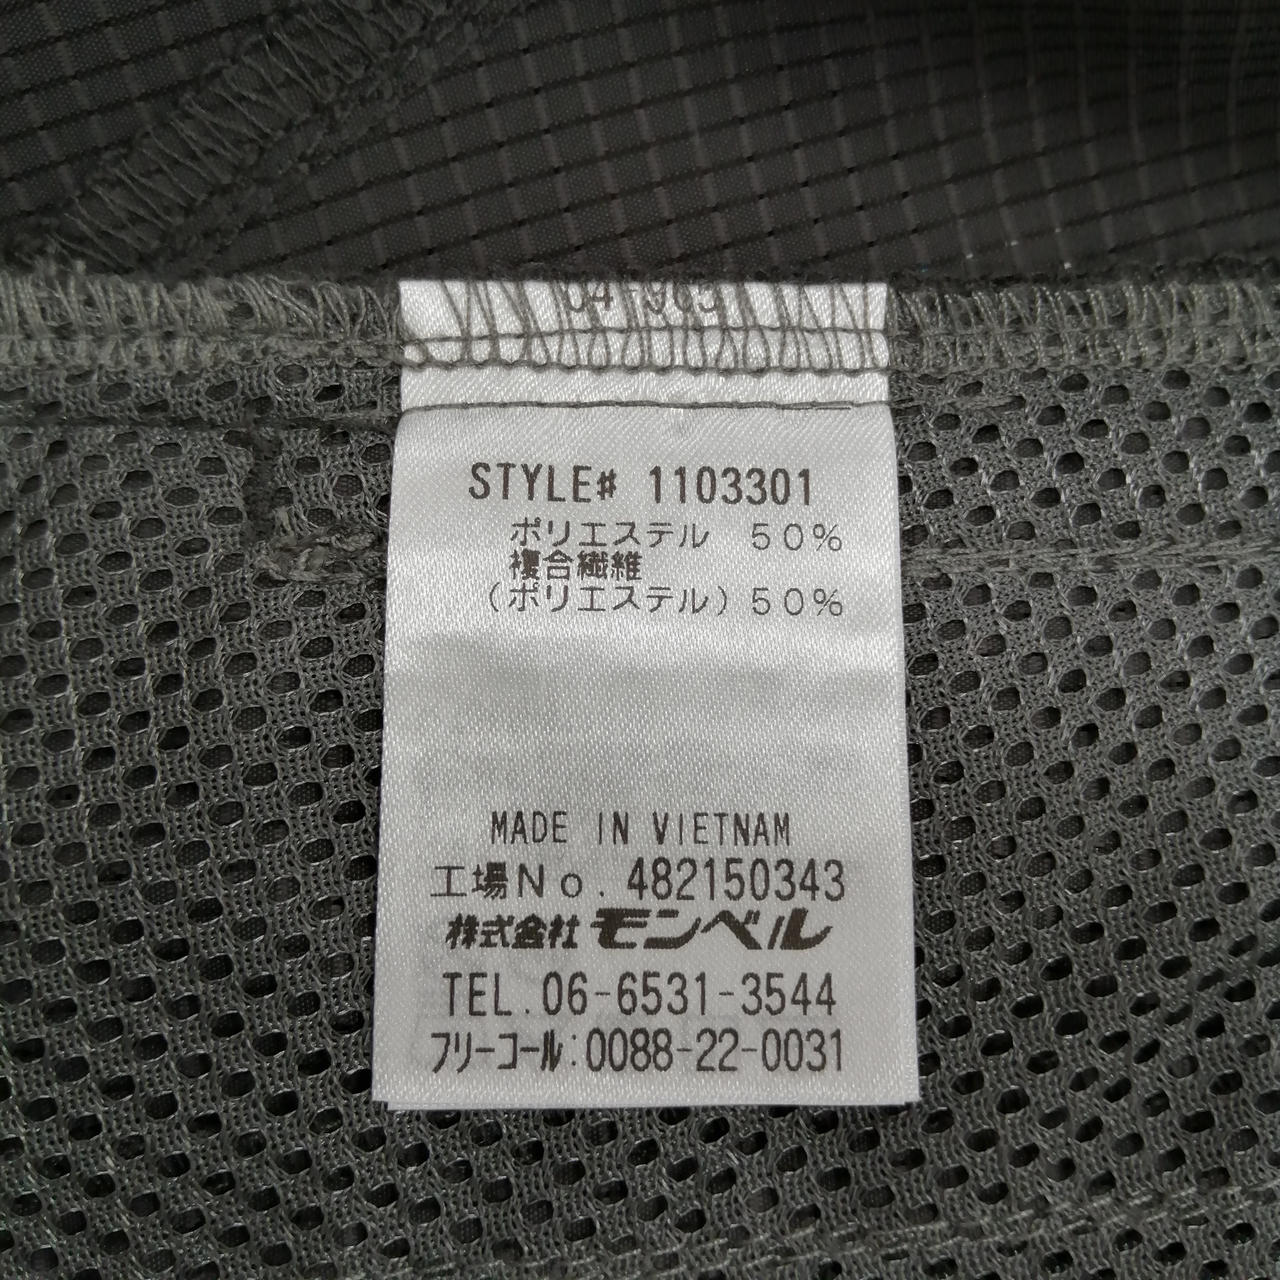 STYLE# 1103301
ポリエステル 50%
複合繊維
(ポリエステル) 50%
MADE IN VIETNAM
工場No. 482150343
株式会社 モンベル
TEL. 06-6531-3544
フリーコール:0088-22-0031